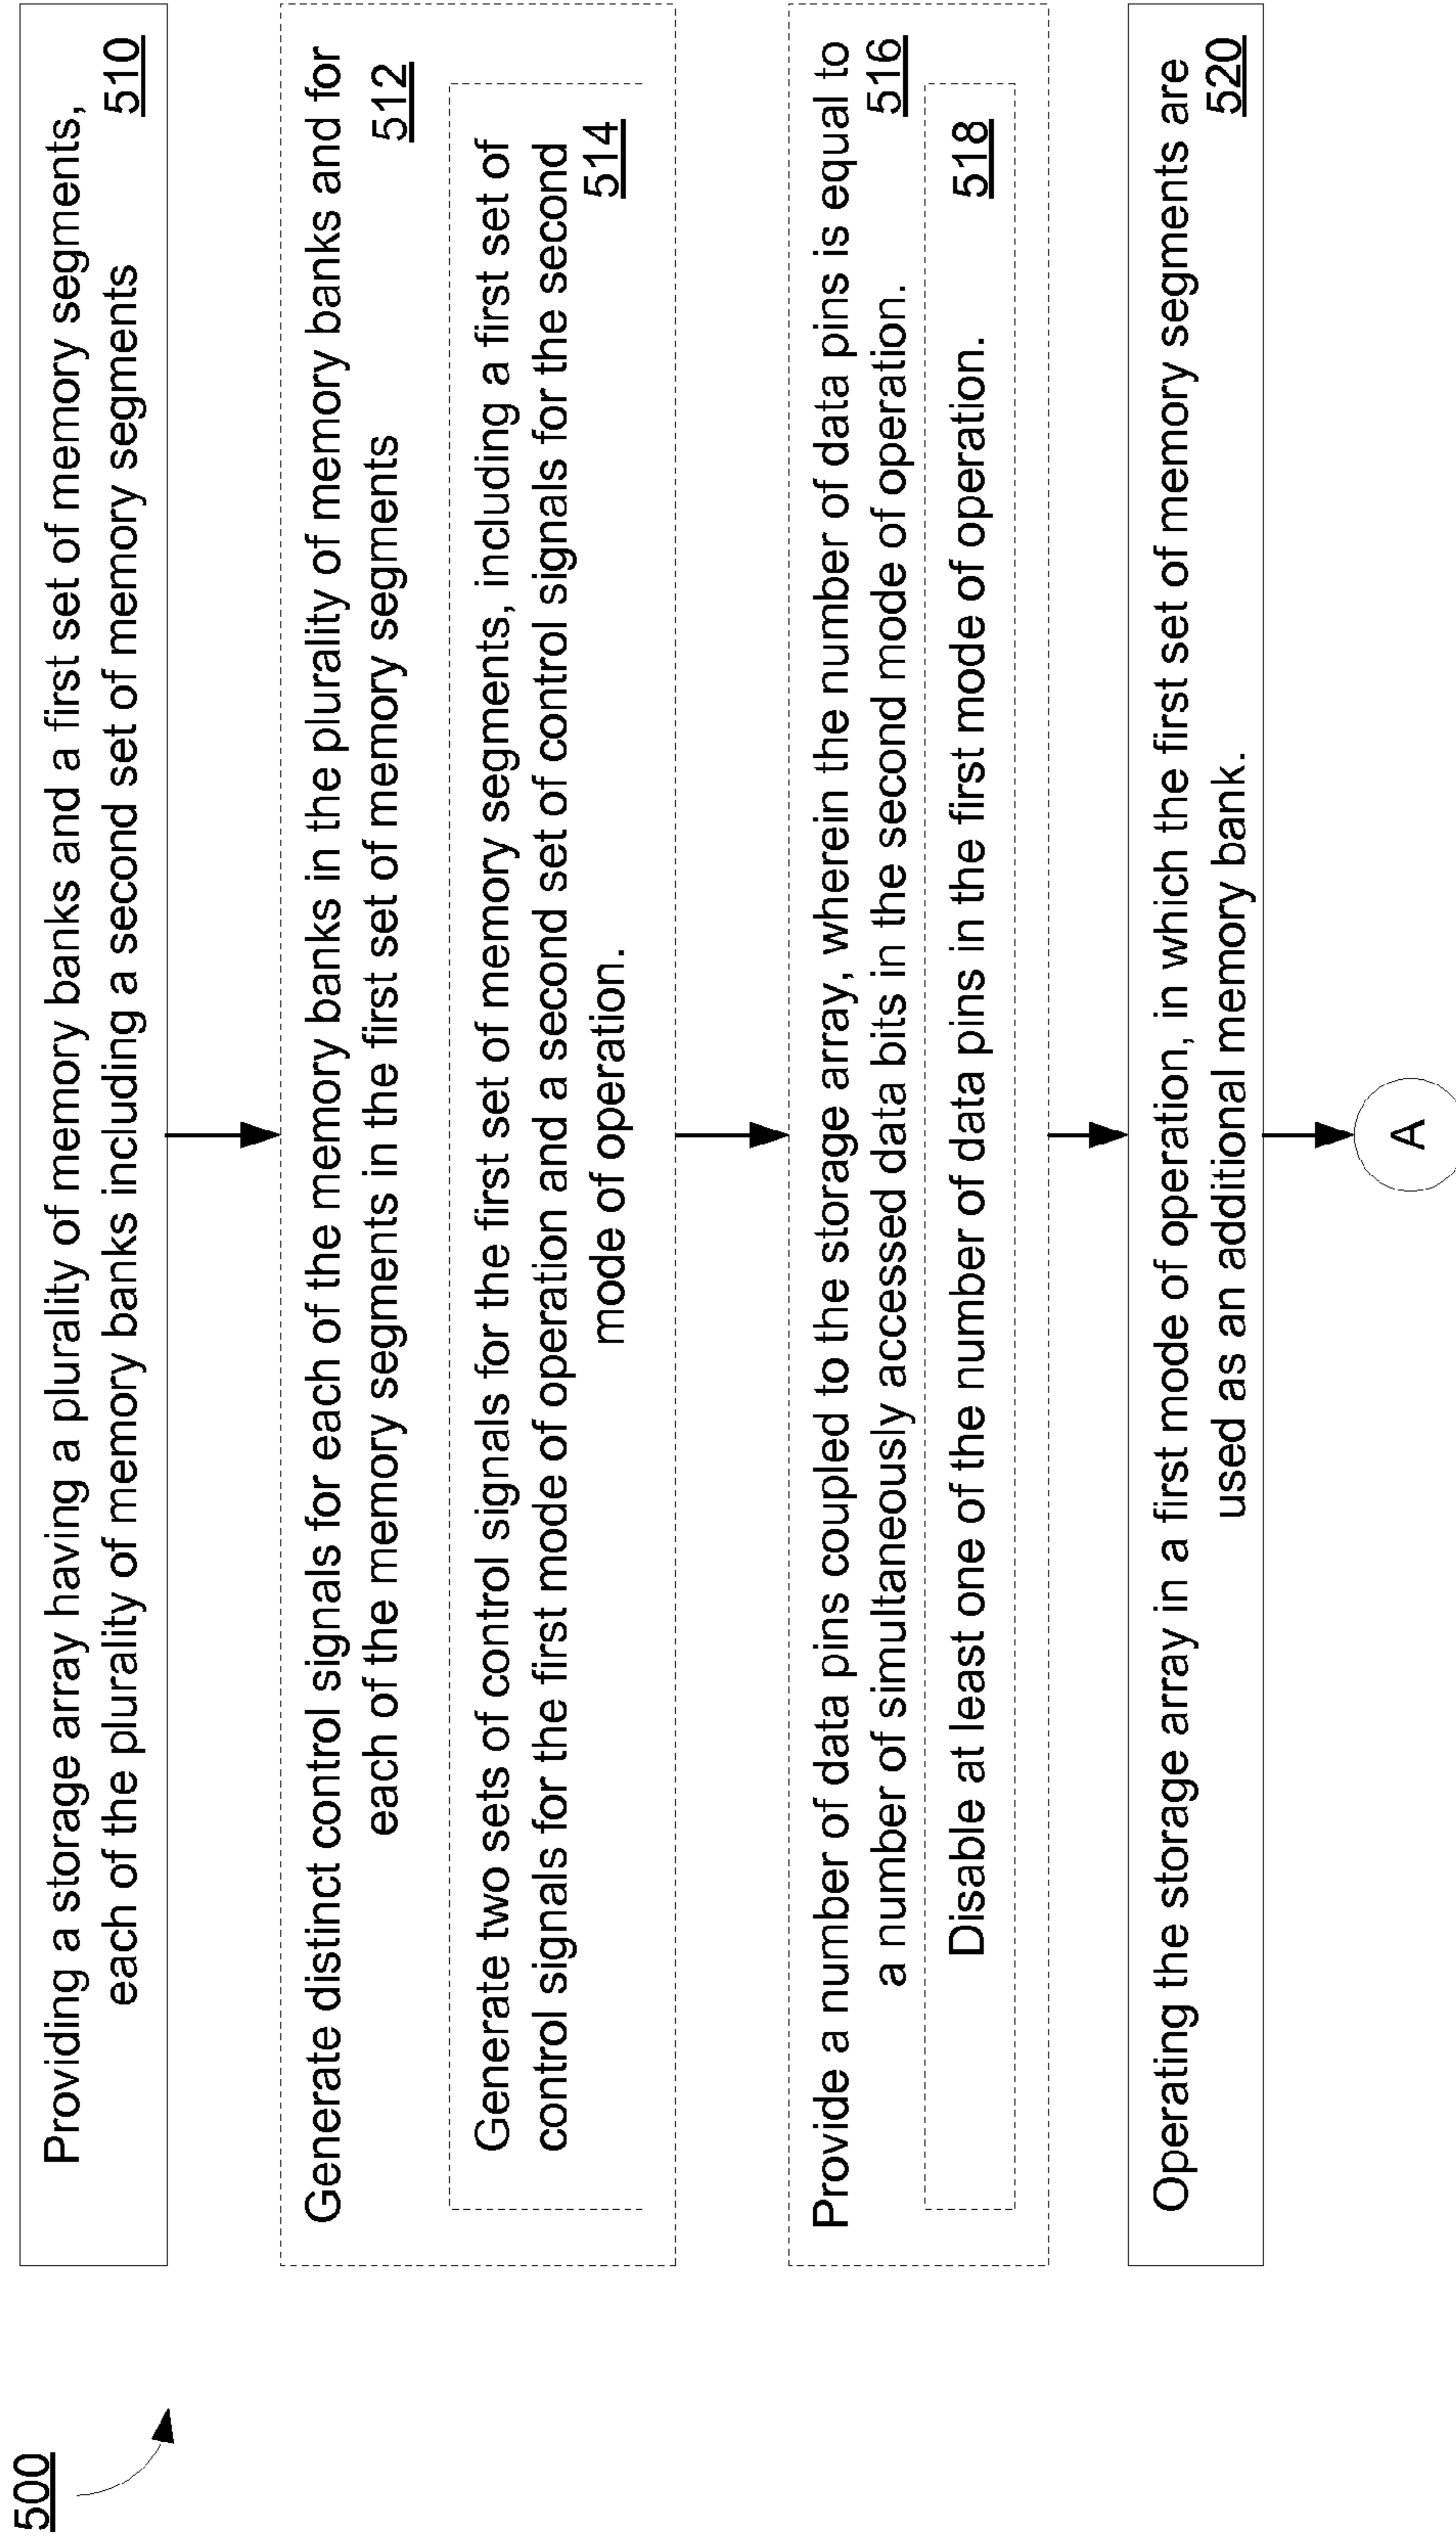 500
Providing a storage array having a plurality of memory banks and a first set of memory segments,
each of the plurality of memory banks including a second set of memory segments
510
Generate distinct control signals for each of the memory banks in the plurality of memory banks and for
each of the memory segments in the first set of memory segments
512
Generate two sets of control signals for the first set of memory segments, including a first set of
control signals for the first mode of operation and a second set of control signals for the second
mode of operation.
514
Provide a number of data pins coupled to the storage array, wherein the number of data pins is equal to
a number of simultaneously accessed data bits in the second mode of operation.
516
Disable at least one of the number of data pins in the first mode of operation.
518
Operating the storage array in a first mode of operation, in which the first set of memory segments are
used as an additional memory bank.
520
A